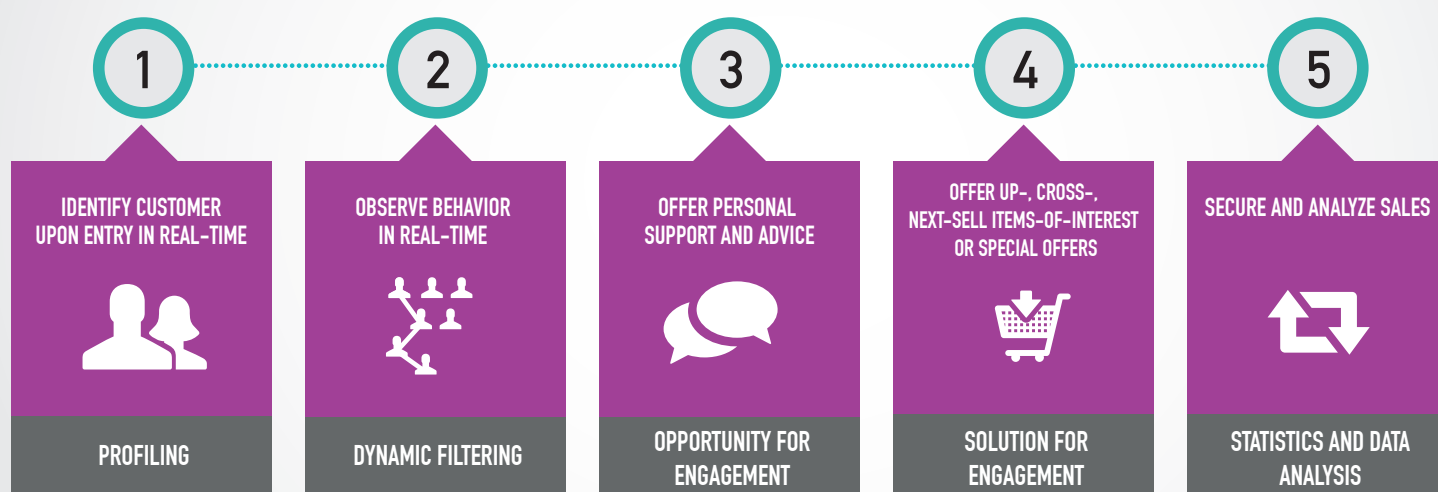 1
2
3
4
5
IDENTIFY CUSTOMER
UPON ENTRY IN REAL-TIME
PROFILING
OBSERVE BEHAVIOR
IN REAL-TIME
DYNAMIC FILTERING
OFFER PERSONAL
SUPPORT AND ADVICE
OPPORTUNITY FOR
ENGAGEMENT
OFFER UP-, CROSS-,
NEXT-SELL ITEMS-OF-INTEREST
OR SPECIAL OFFERS
SOLUTION FOR
ENGAGEMENT
SECURE AND ANALYZE SALES
STATISTICS AND DATA
ANALYSIS